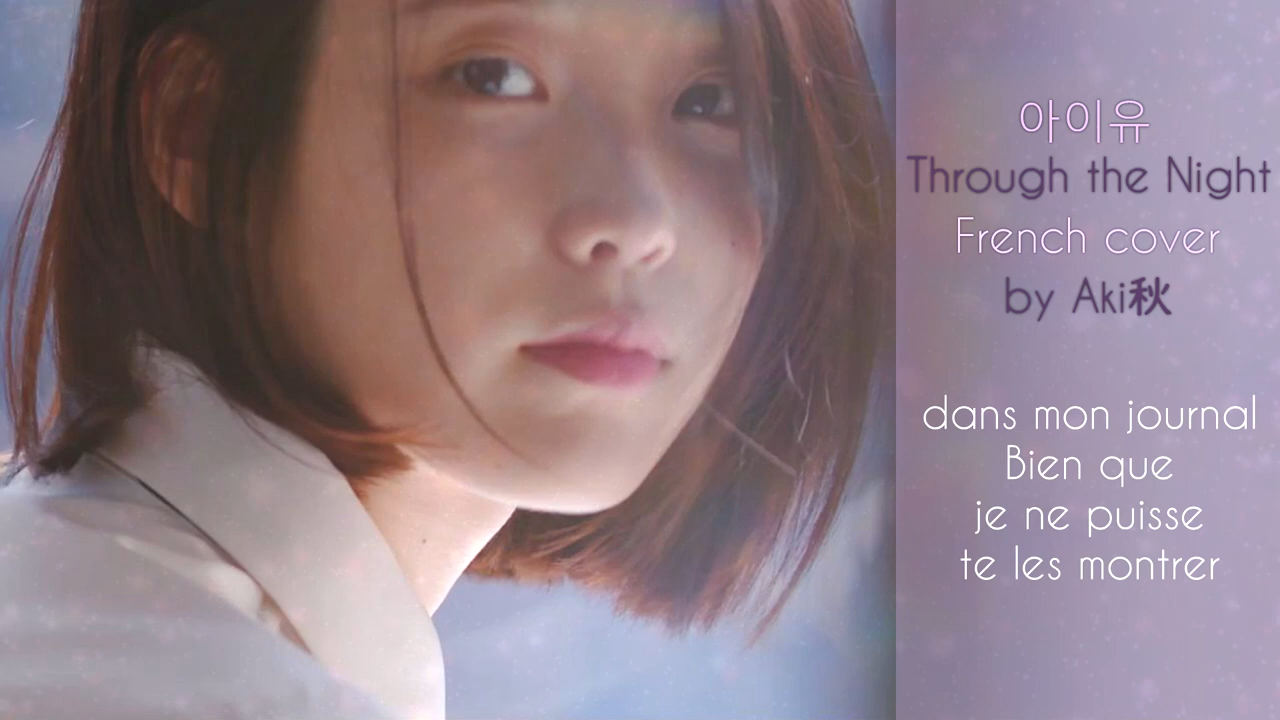 아이유
Through the Night
French cover
by Aki秋
dans mon journal
Bien que
je ne puisse
te les montrer